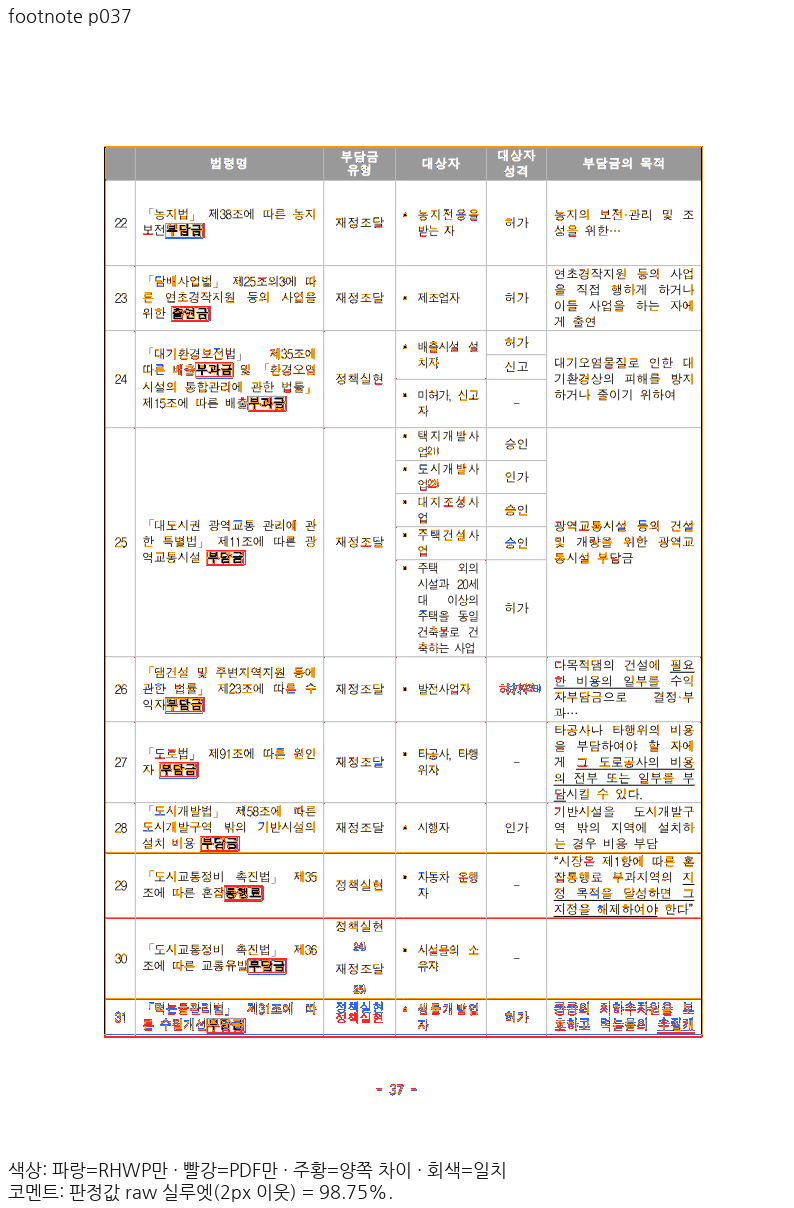 footnote p037
법령명 부담금 유형 대상자 대상자 성격 부담금의 목적
22 「농지법」 제38조에 따른 농지보전부담금 재정조달 * 농지전용을 받는 자 허가 농지의 보전·관리 및 조성을 위한…
23 「담배사업법」 제25조의3에 따른 연초경작지원 등의 사업을 위한 출연금 재정조달 * 제조업자 허가 연초경작지원 등의 사업을 직접 행하게 하거나 이들 사업을 하는 자에게 출연
24 「대기환경보전법」 제35조에 따른 배출부과금 및 「환경오염시설의 통합관리에 관한 법률」 제15조에 따른 배출부과금 정책실현 * 배출시설 설치자 허가 신고 * 미허가, 신고자 – 대기오염물질로 인한 대기환경상의 피해를 방지하거나 줄이기 위하여
25 「대도시권 광역교통 관리에 관한 특별법」 제11조에 따른 광역교통시설 부담금 재정조달 * 택지개발사업 승인 * 도시개발사업 인가 * 대지조성사업 승인 * 주택건설사업 승인 * 주택 외의 시설과 20세대 이상의 주택을 동일 건축물로 건축하는 사업 허가 광역교통시설 등의 건설 및 개량을 위한 광역교통시설 부담금
26 「댐건설 및 주변지역지원 등에 관한 법률」 제23조에 따른 수익자부담금 재정조달 * 발전사업자 다목적댐의 건설에 필요한 비용의 일부를 수익자부담금으로 결정·부과…
27 「도로법」 제91조에 따른 원인자 부담금 재정조달 * 타공사, 타행위자 – 타공사나 타행위의 비용을 부담하여야 할 자에게 그 도로공사의 비용의 전부 또는 일부를 부담시킬 수 있다.
28 「도시개발법」 제58조에 따른 도시개발구역 밖의 기반시설의 설치 비용 부담금 재정조달 * 시행자 인가 기반시설을 도시개발구역 밖의 지역에 설치하는 경우 비용 부담
29 「도시교통정비 촉진법」 제35조에 따른 혼잡통행료 정책실현 * 자동차 운행자 – “시장은 제1항에 따른 혼잡통행료 부과지역의 지정 목적을 달성하면 그 지정을 해제하여야 한다”
30 「도시교통정비 촉진법」 제36조에 따른 교통유발부담금 정책실현 24) 재정조달 25) * 시설물의 소유자 –
31 「먹는물관리법」 제31조에 따른 수질개선부담금 정책실현 * 샘물개발업자 허가
- 37 -
색상: 파랑=RHWP만 · 빨강=PDF만 · 주황=양쪽 차이 · 회색=일치
코멘트: 판정값 raw 실루엣(2px 이웃) = 98.75%.